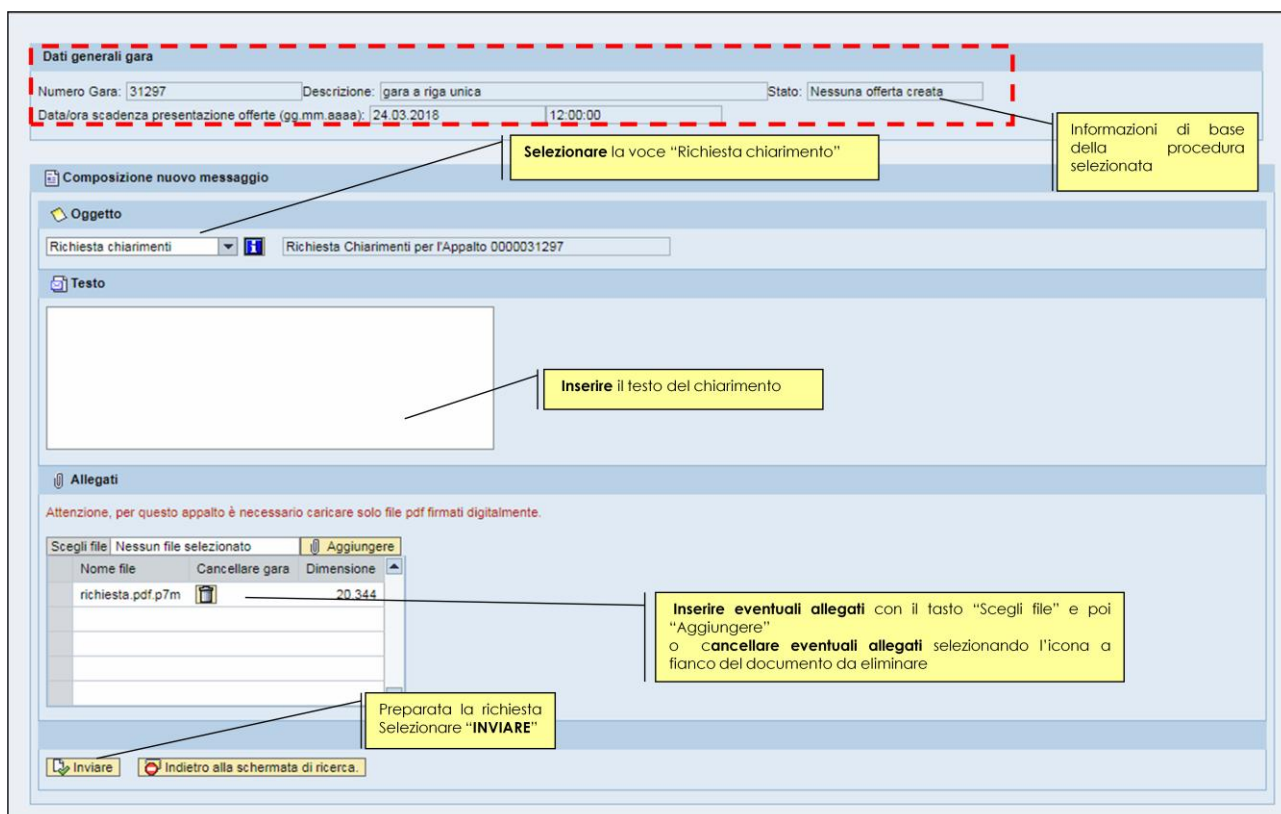 Dati generali gara
Numero Gara: 31297 Descrizione: gara a riga unica Stato: Nessuna offerta creata
Data/ora scadenza presentazione offerte (gg.mm.aaaa): 24.03.2018 12:00:00
Informazioni di base
della procedura
selezionata
Selezionare la voce “Richiesta chiarimento”
Composizione nuovo messaggio
Oggetto
Richiesta chiarimenti Richiesta Chiarimenti per l'Appalto 0000031297
Testo
Inserire il testo del chiarimento
Allegati
Attenzione, per questo appalto è necessario caricare solo file pdf firmati digitalmente.
Scegli file Nessun file selezionato Aggiungere
Nome file Cancellare gara Dimensione
richiesta.pdf.p7m 20.344
Inserire eventuali allegati con il tasto “Scegli file” e poi
“Aggiungere”
o cancellare eventuali allegati selezionando l’icona a
fianco del documento da eliminare
Preparata la richiesta
Selezionare “INVIARE”
Inviare Indietro alla schermata di ricerca.